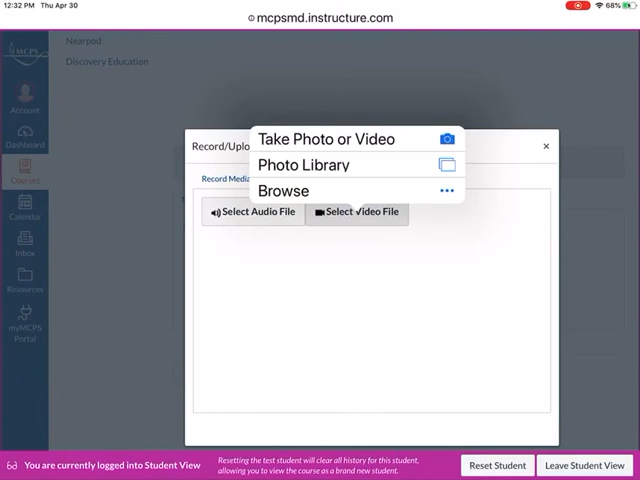 12:32 PM Thu Apr 30
68%
mcpsmd.instructure.com
Nearpod
Discovery Education
MCPS
Account
Dashboard
Courses
Calendar
Inbox
Resources
myMCPS
Portal
Record/Uplo
Take Photo or Video
Photo Library
Browse
Record Media
Select Audio File
Select Video File
You are currently logged into Student View
Resetting the test student will clear all history for this student,
allowing you to view the course as a brand new student.
Reset Student
Leave Student View